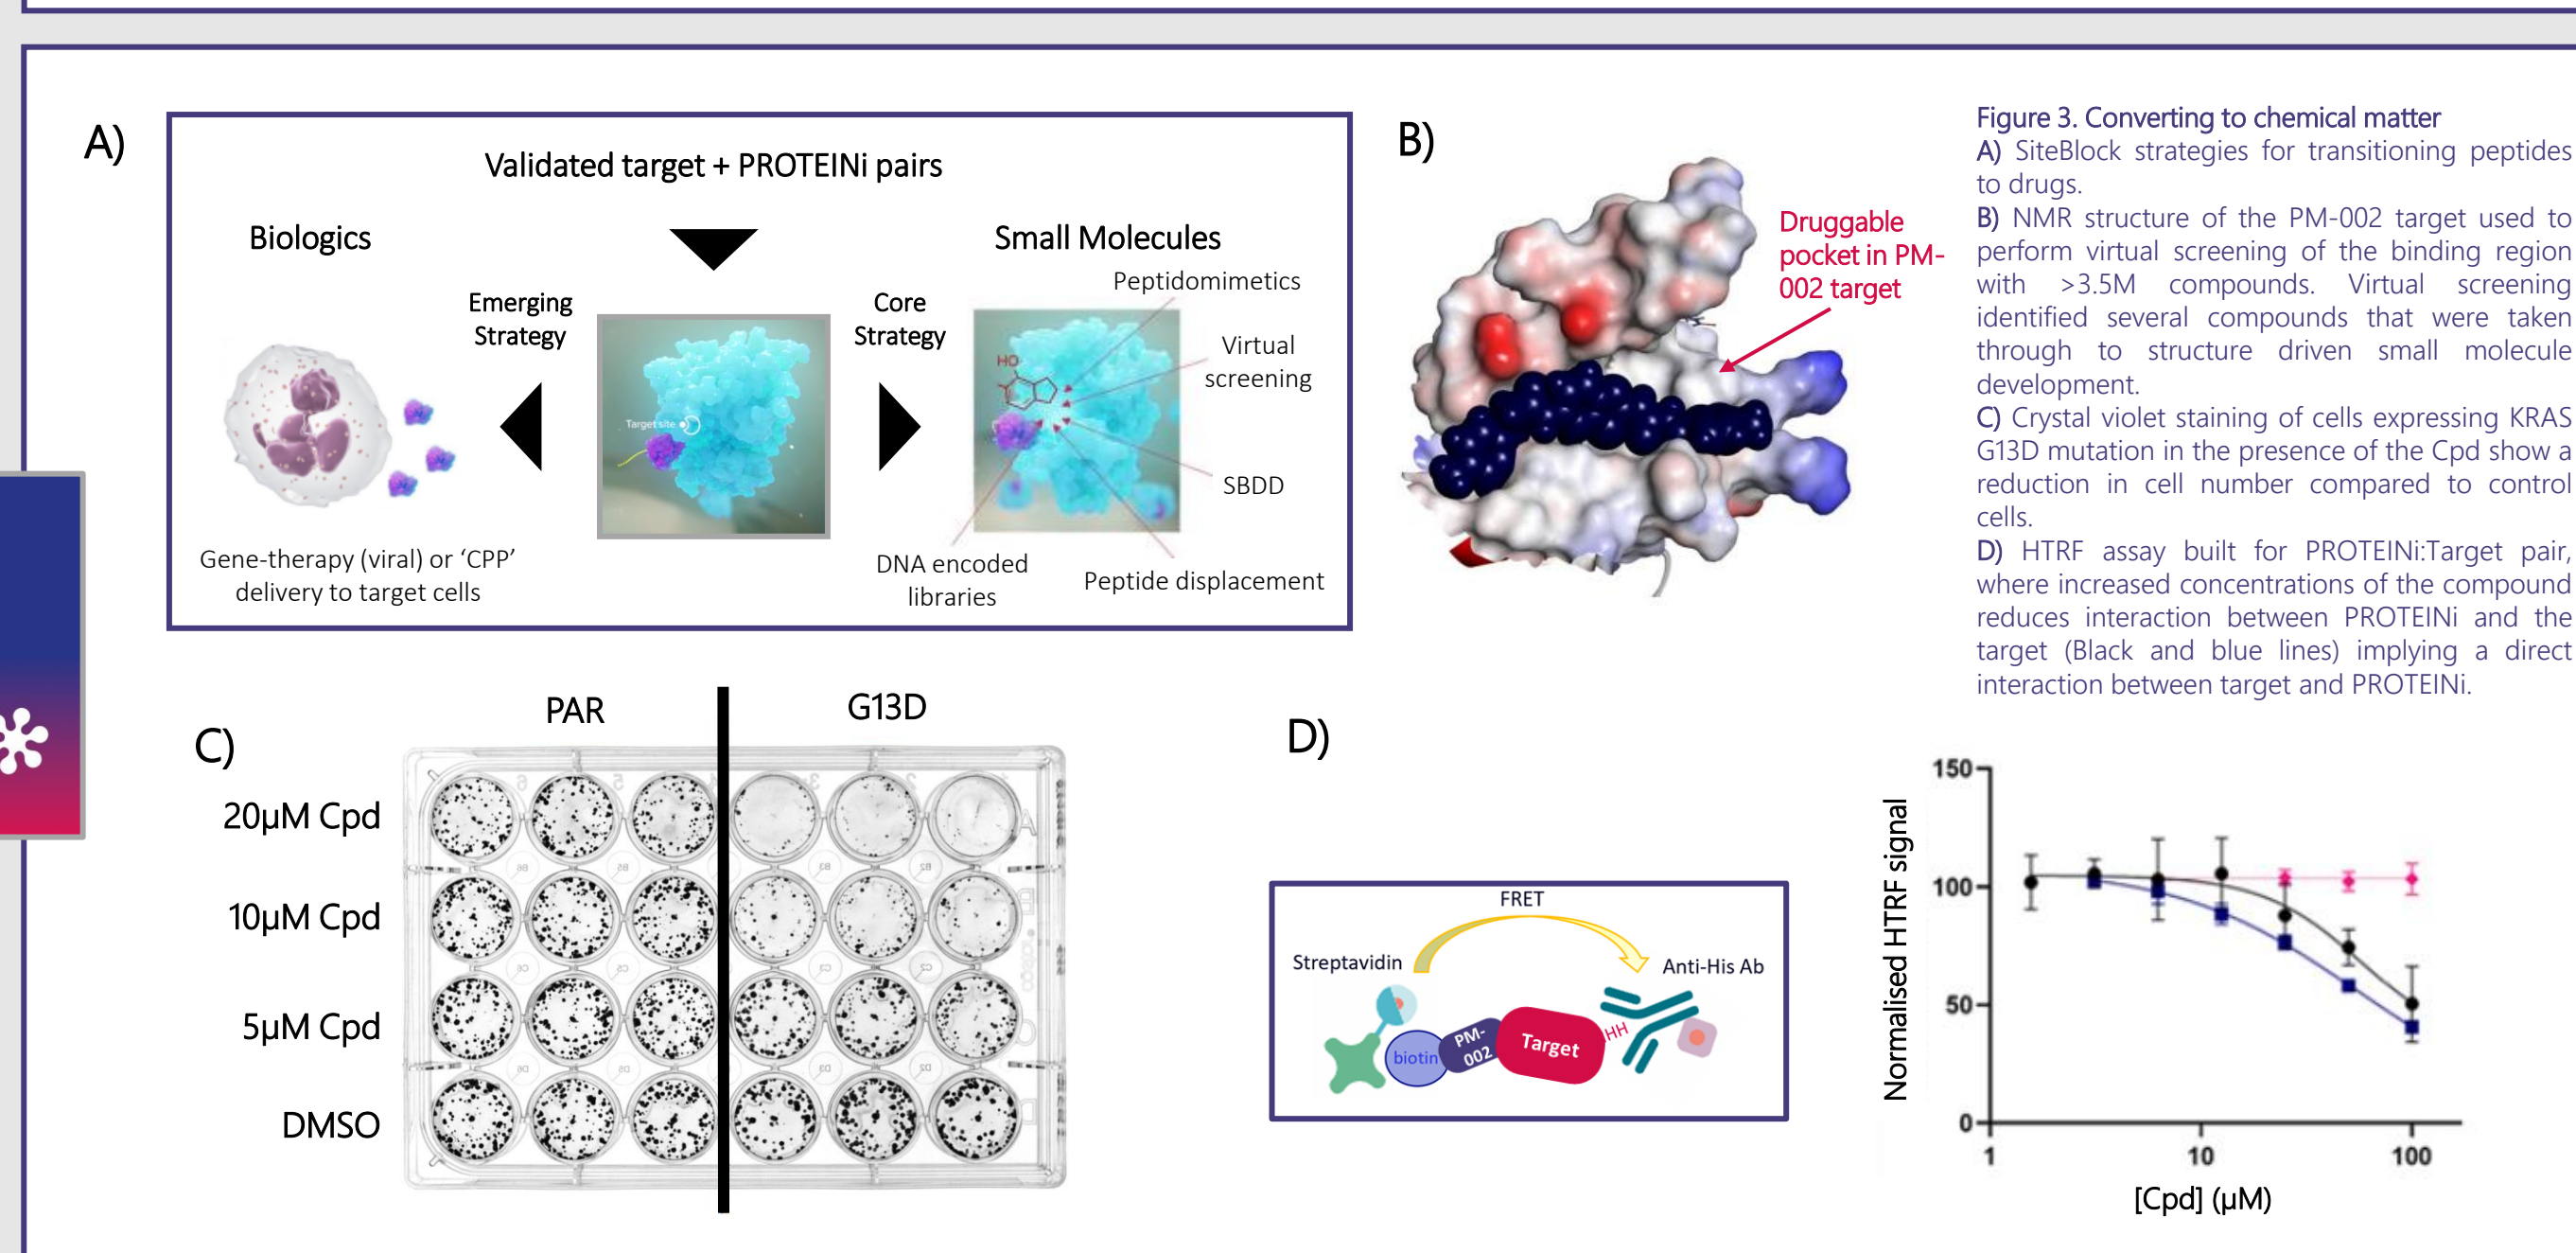 A)
Validated target + PROTEINi pairs
Biologics
Emerging
Strategy
Core
Strategy
Small Molecules
Peptidomimetics
Virtual
screening
SBDD
Peptide displacement
DNA encoded
libraries
Target site
HO
Gene-therapy (viral) or ‘CPP’
delivery to target cells
B)
Druggable
pocket in PM-
002 target
Figure 3. Converting to chemical matter
A) SiteBlock strategies for transitioning peptides
to drugs.
B) NMR structure of the PM-002 target used to
perform virtual screening of the binding region
with >3.5M compounds. Virtual screening
identified several compounds that were taken
through to structure driven small molecule
development.
C) Crystal violet staining of cells expressing KRAS
G13D mutation in the presence of the Cpd show a
reduction in cell number compared to control
cells.
D) HTRF assay built for PROTEINi:Target pair,
where increased concentrations of the compound
reduces interaction between PROTEINi and the
target (Black and blue lines) implying a direct
interaction between target and PROTEINi.
C)
PAR
G13D
20µM Cpd
10µM Cpd
5µM Cpd
DMSO
D)
FRET
Streptavidin
Anti-His Ab
biotin
PM-
002
Target
HH
Normalised HTRF signal
150
100
50
0
1
10
100
[Cpd] (µM)